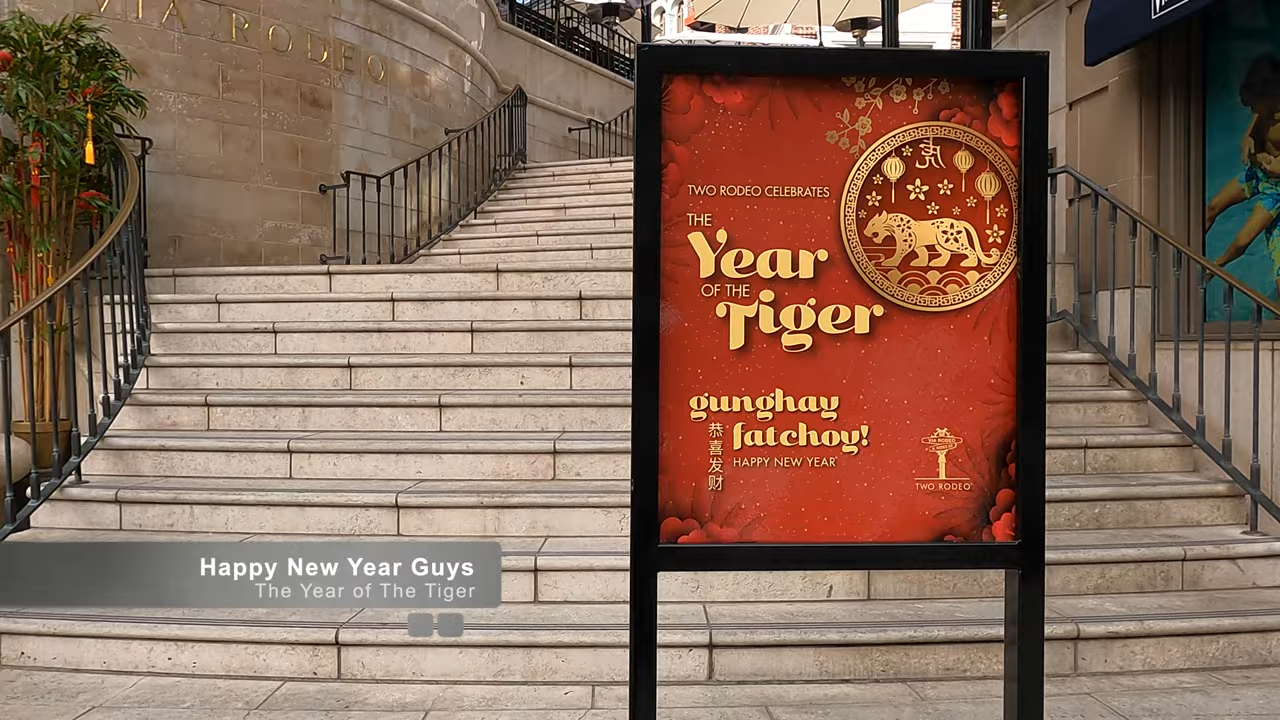 VIA RODEO
虎
TWO RODEO CELEBRATES
THE
Year
OF THE
Tiger
gunghay
fatchoy!
恭喜发财
HAPPY NEW YEAR
VIA RODEO
TWO RODEO
Happy New Year Guys
The Year of The Tiger